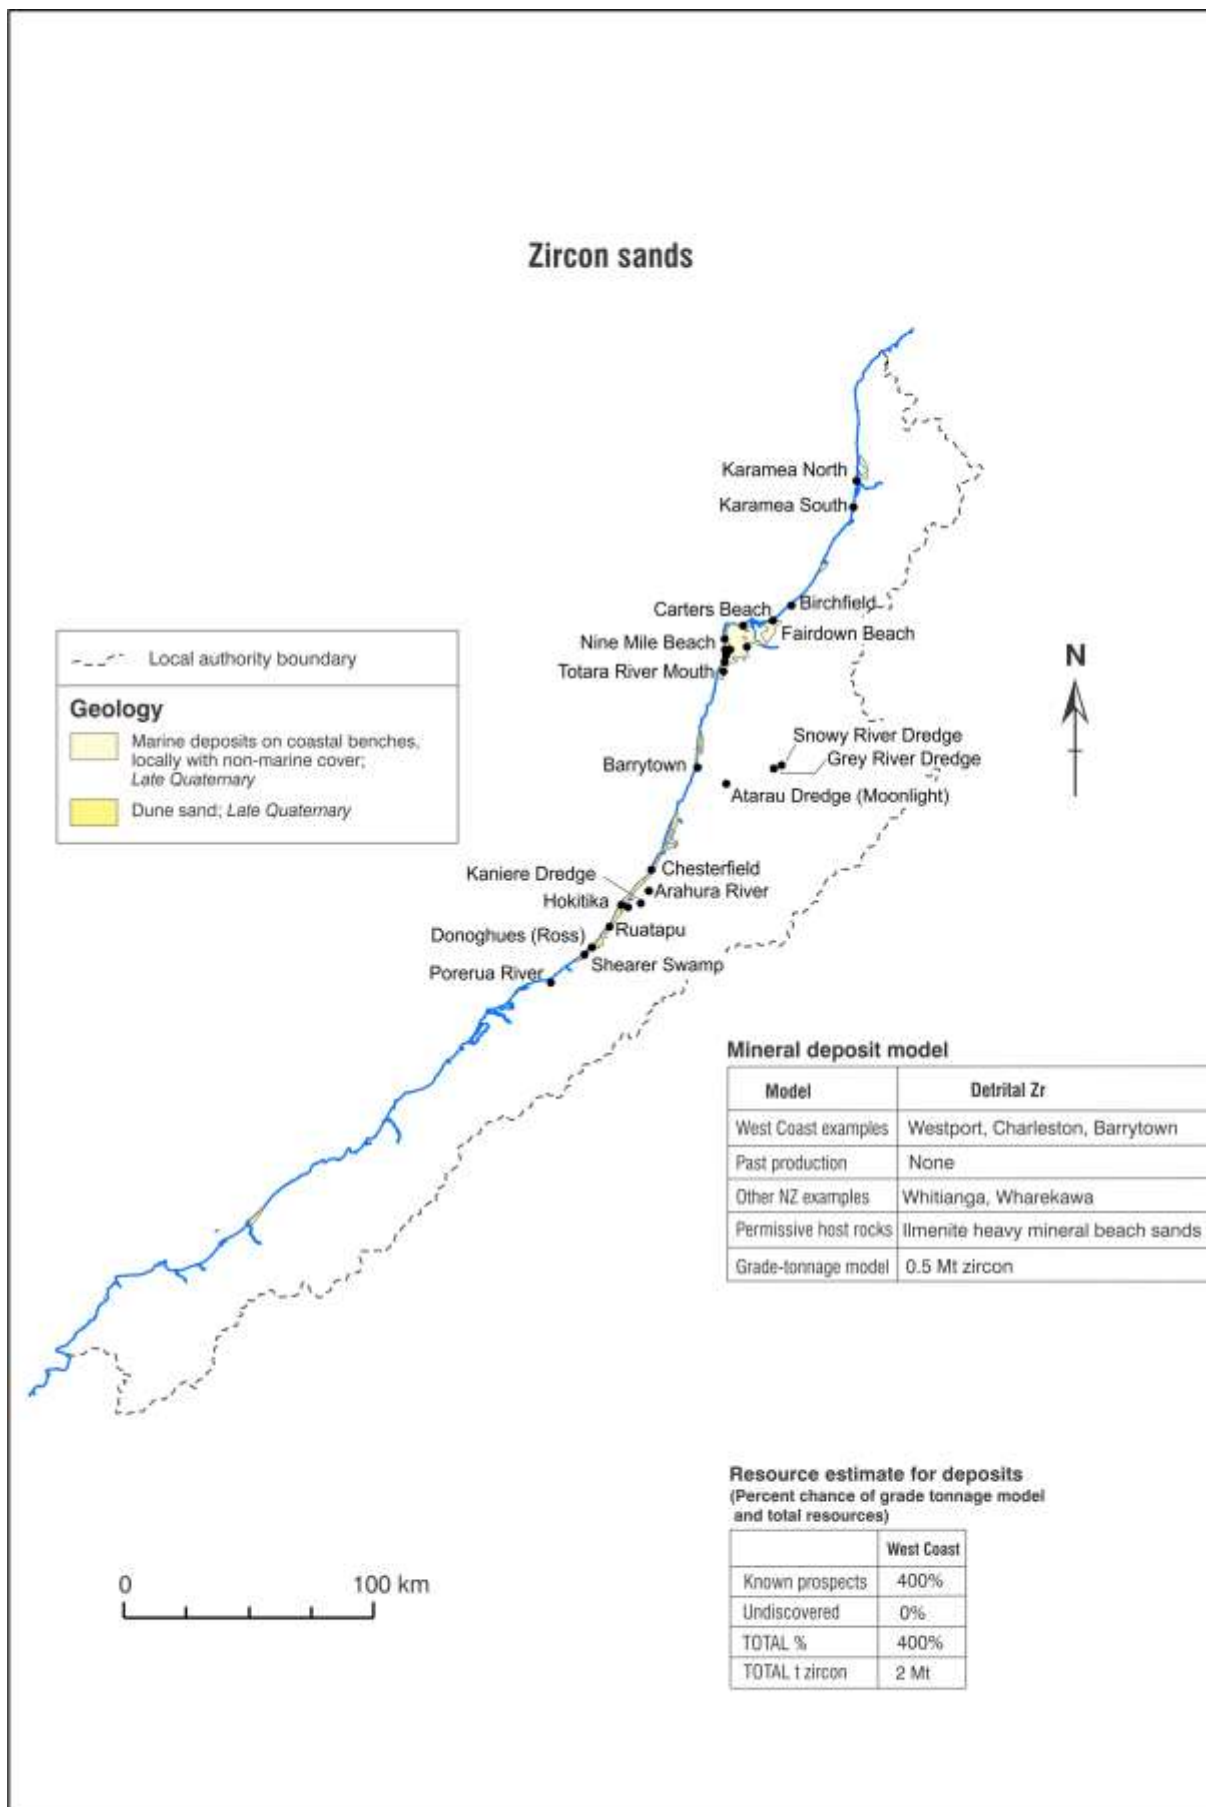 Zircon sands
Karamea North
Karamea South
Birchfield
Carters Beach
Fairdown Beach
Nine Mile Beach
Totara River Mouth
Local authority boundary
Geology
Marine deposits on coastal benches,
locally with non-marine cover;
Late Quaternary
Dune sand; Late Quaternary
N
Snowy River Dredge
Grey River Dredge
Barrytown
Atarau Dredge (Moonlight)
Chesterfield
Kaniere Dredge
Arahura River
Hokitika
Ruatapu
Donoghues (Ross)
Shearer Swamp
Porerua River
Mineral deposit model
Model Detrital Zr
West Coast examples Westport, Charleston, Barrytown
Past production None
Other NZ examples Whitianga, Wharekawa
Permissive host rocks Ilmenite heavy mineral beach sands
Grade-tonnage model 0.5 Mt zircon
Resource estimate for deposits
(Percent chance of grade tonnage model
and total resources)
West Coast
Known prospects 400%
Undiscovered 0%
TOTAL % 400%
TOTAL t zircon 2 Mt
0 100 km